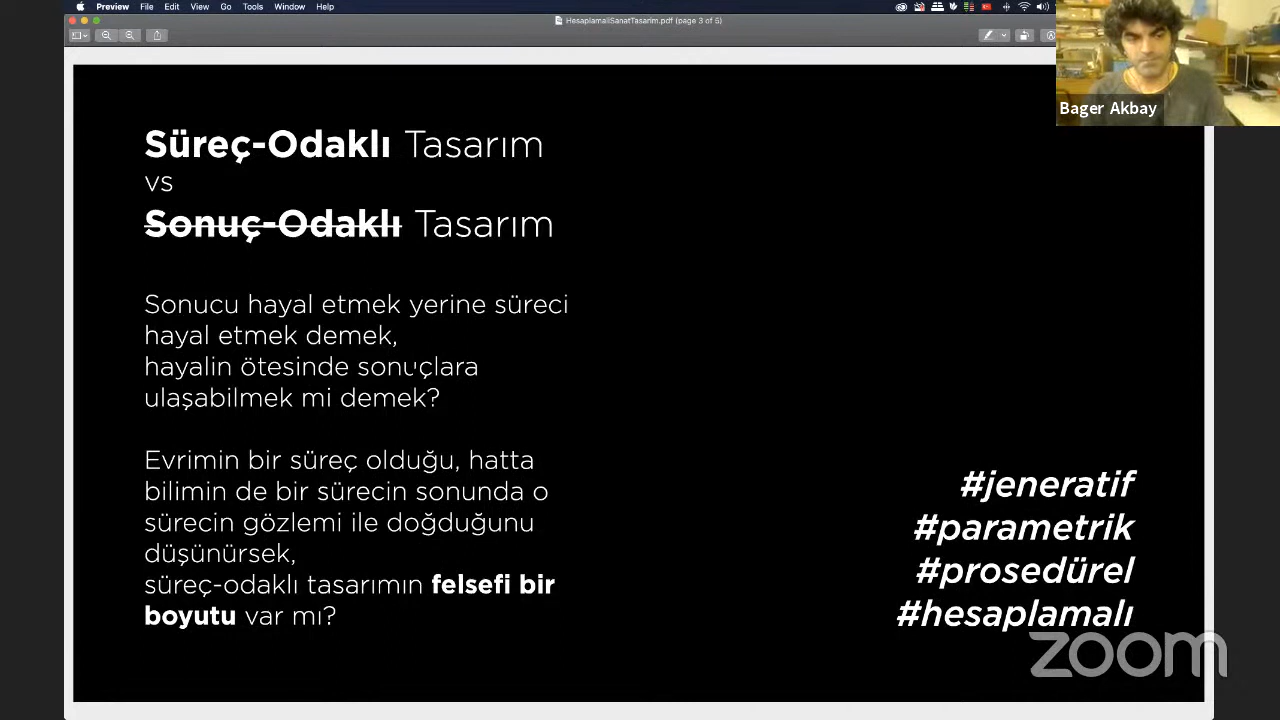 Preview File Edit View Go Tools Window Help
HesaplamaliSanatTasarim.pdf (page 3 of 5)
Bager Akbay
Süreç-Odaklı Tasarım
vs
Sonuç-Odaklı Tasarım
Sonucu hayal etmek yerine süreci
hayal etmek demek,
hayalin ötesinde sonuçlara
ulaşabilmek mi demek?
Evrimin bir süreç olduğu, hatta
bilimin de bir sürecin sonunda o
sürecin gözlemi ile doğduğunu
düşünürsek,
süreç-odaklı tasarımın felsefi bir
boyutu var mı?
#jeneratif
#parametrik
#prosedürel
#hesaplamalı
zoom